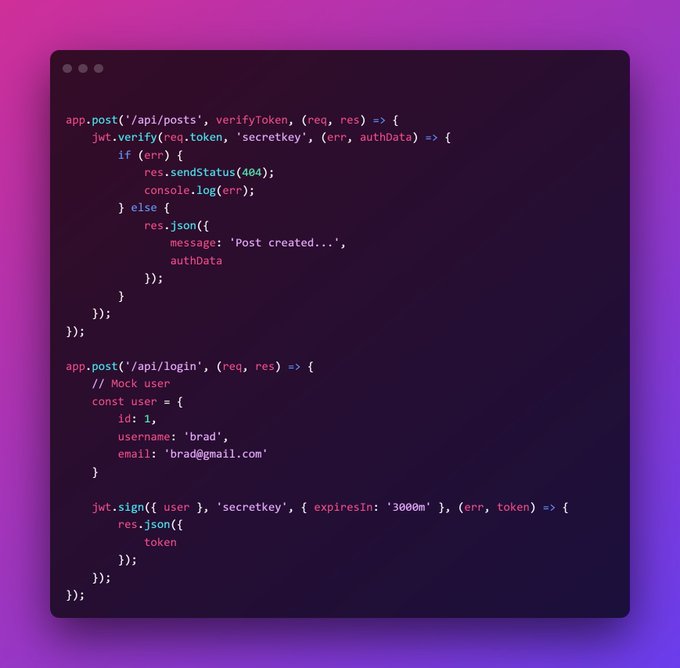 app.post('/api/posts', verifyToken, (req, res) => {
    jwt.verify(req.token, 'secretkey', (err, authData) => {
        if (err) {
            res.sendStatus(404);
            console.log(err);
        } else {
            res.json({
                message: 'Post created...',
                authData
            });
        }
    });
});

app.post('/api/login', (req, res) => {
    // Mock user
    const user = {
        id: 1,
        username: 'brad',
        email: 'brad@gmail.com'
    }

    jwt.sign({ user }, 'secretkey', { expiresIn: '3000m' }, (err, token) => {
        res.json({
            token
        });
    });
});